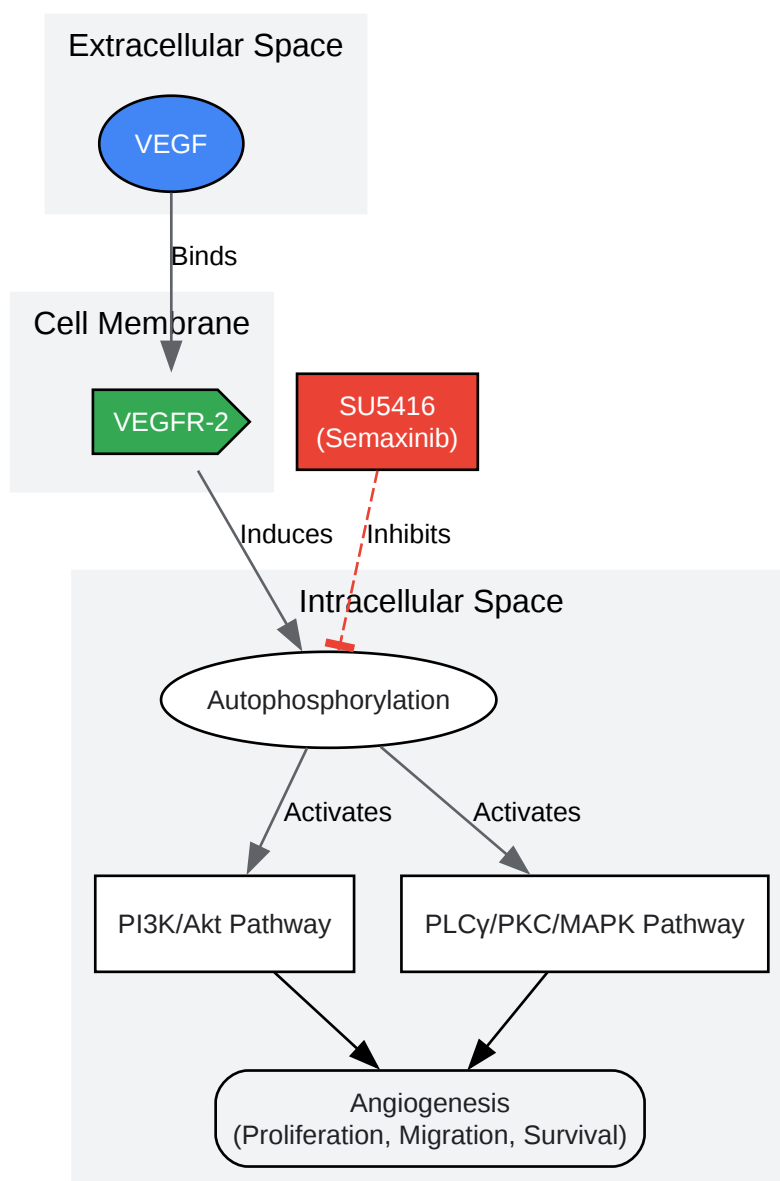 Extracellular Space
VEGF
Binds
Cell Membrane
VEGFR-2
SU5416
(Semaxinib)
Induces
Inhibits
Intracellular Space
Autophosphorylation
Activates
Activates
PI3K/Akt Pathway
PLCγ/PKC/MAPK Pathway
Angiogenesis
(Proliferation, Migration, Survival)